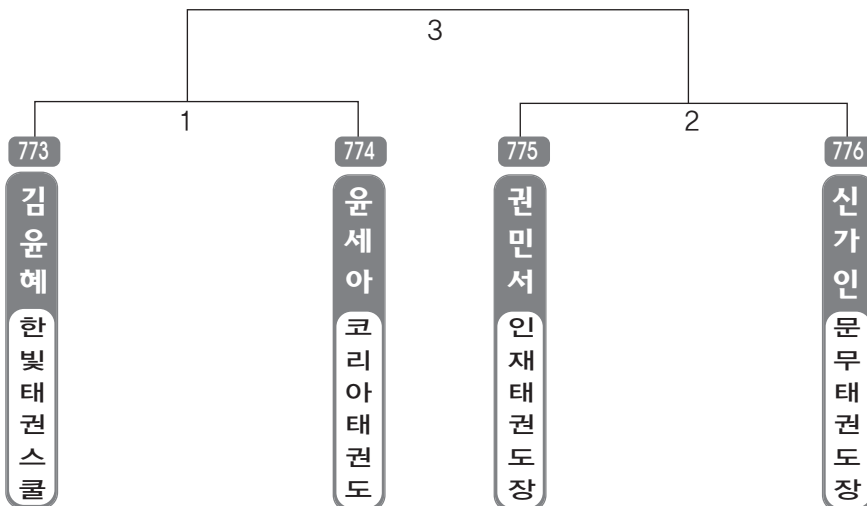 3
1
2
773
774
775
776
김윤혜
윤세아
권민서
신가인
한빛태권스쿨
코리아태권도
인재태권도장
문무태권도장